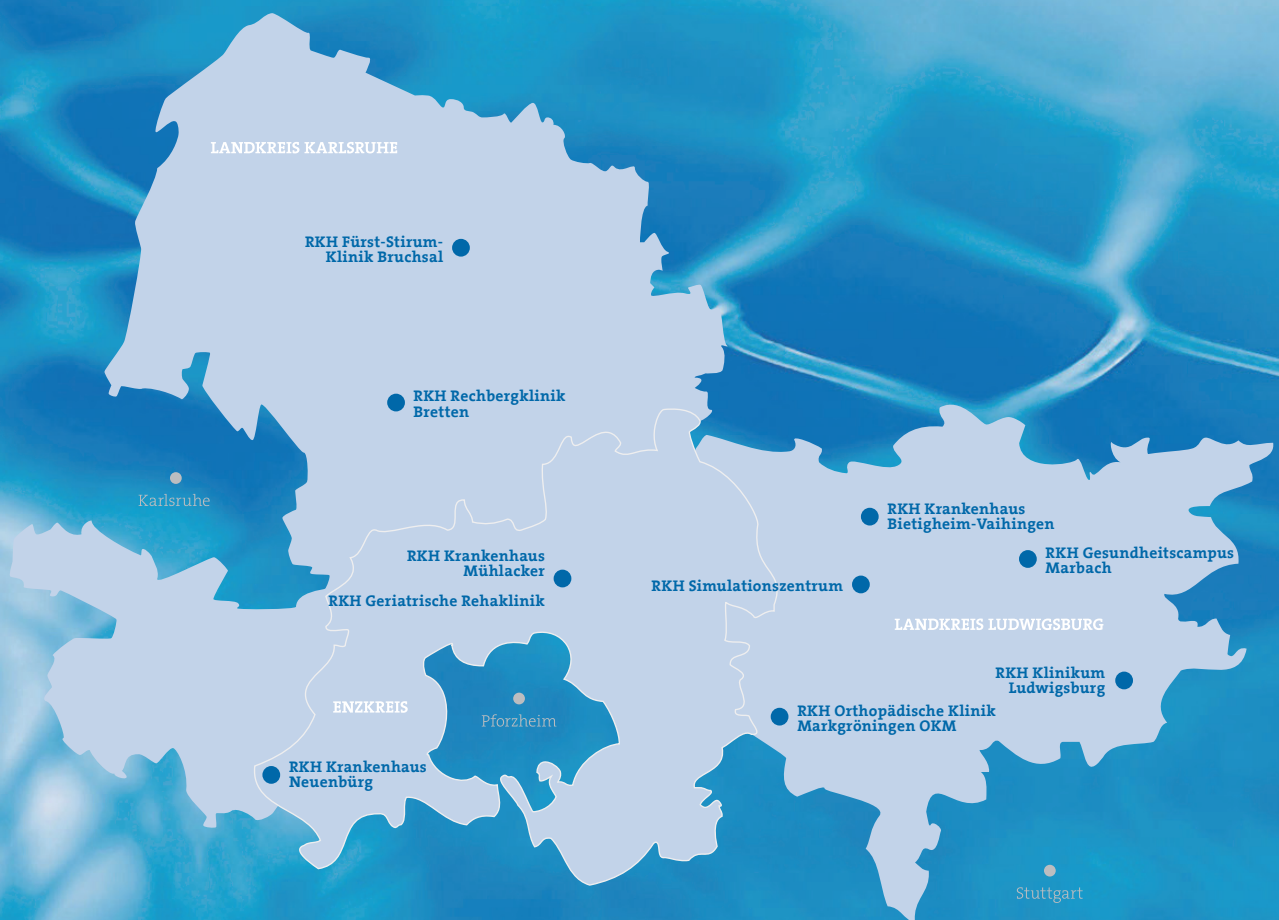 LANDKREIS KARLSRUHE
RKH Fürst-Stirum-
Klinik Bruchsal
RKH Rechbergklinik
Bretten
Karlsruhe
RKH Krankenhaus
Bietigheim-Vaihingen
RKH Krankenhaus
Mühlacker
RKH Gesundheitscampus
Marbach
RKH Simulationszentrum
RKH Geriatrische Rehaklinik
LANDKREIS LUDWIGSBURG
RKH Klinikum
Ludwigsburg
ENZKREIS
Pforzheim
RKH Orthopädische Klinik
Markgröningen OKM
RKH Krankenhaus
Neuenbürg
Stuttgart